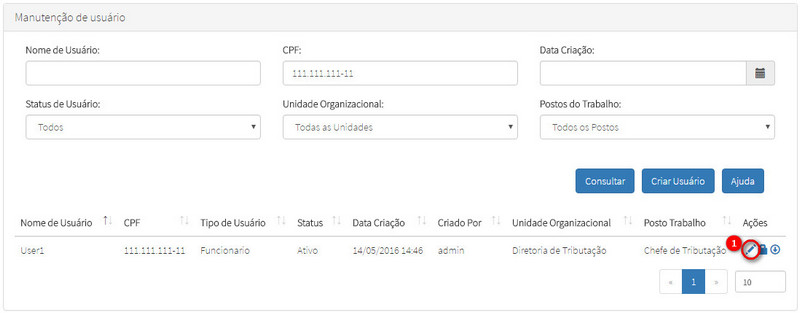 Manutenção de usuário
Nome de Usuário: CPF: Data Criação:
111.111.111-11
Status de Usuário: Unidade Organizacional: Postos do Trabalho:
Todos Todas as Unidades Todos os Postos
Consultar Criar Usuário Ajuda
Nome de Usuário CPF Tipo de Usuário Status Data Criação Criado Por Unidade Organizacional Posto Trabalho Ações
1
User1 111.111.111-11 Funcionario Ativo 14/05/2016 14:46 admin Diretoria de Tributação Chefe de Tributação
« 1 » 10